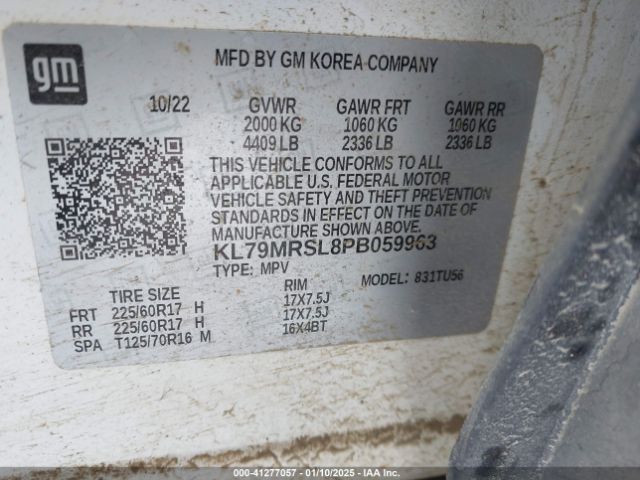 gm
MFD BY GM KOREA COMPANY
10/22 GVWR GAWR FRT GAWR RR
2000 KG 1060 KG 1060 KG
4409 LB 2336 LB 2336 LB
THIS VEHICLE CONFORMS TO ALL
APPLICABLE U.S. FEDERAL MOTOR
VEHICLE SAFETY AND THEFT PREVENTION
STANDARDS IN EFFECT ON THE DATE OF
MANUFACTURE SHOWN ABOVE.
KL79MRSL8PB059963
TYPE: MPV MODEL: 831TU56
TIRE SIZE RIM
FRT 225/60R17 H 17X7.5J
RR 225/60R17 H 17X7.5J
SPA T125/70R16 M 16X4BT
000-41277057 - 01/10/2025 - IAA Inc.